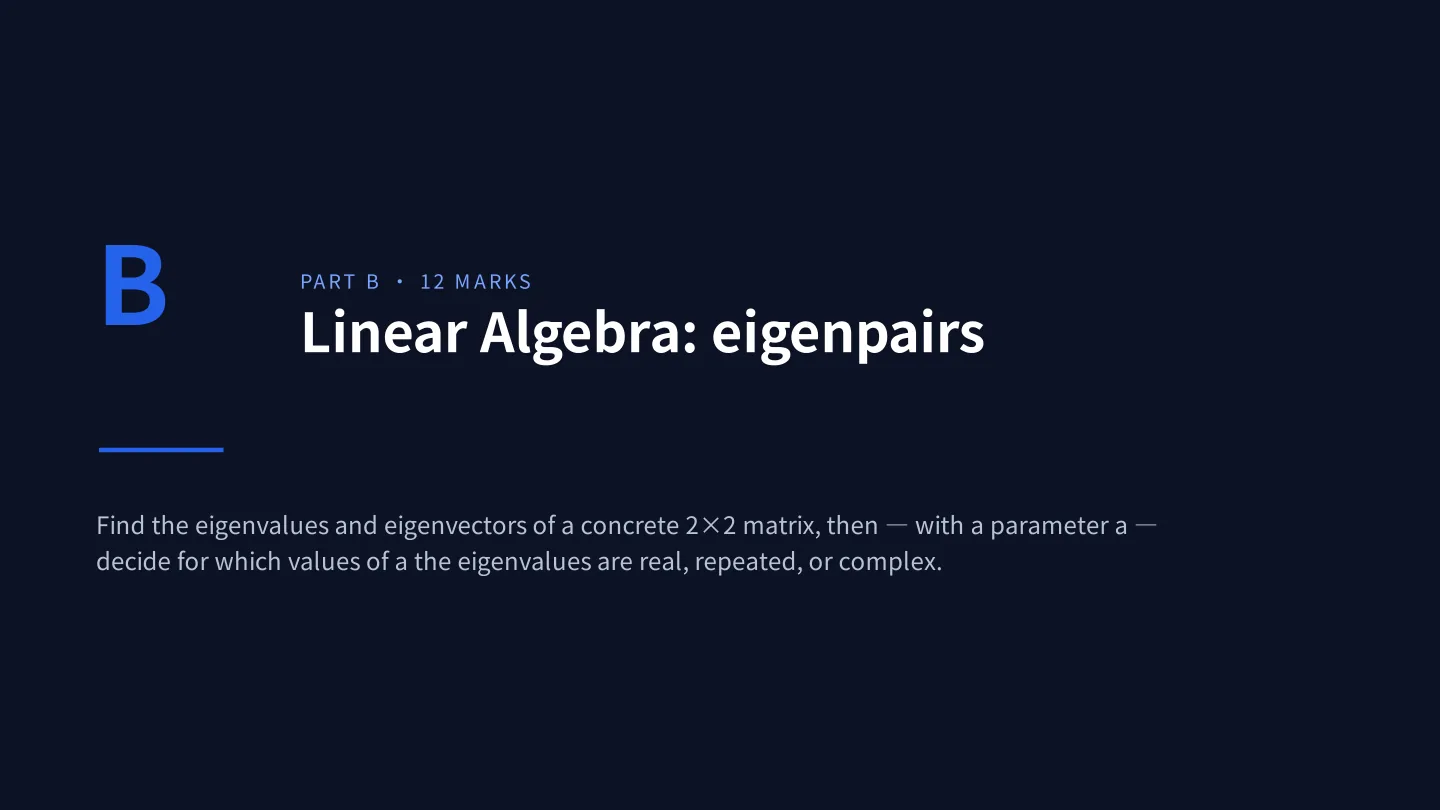 B
PART B • 12 MARKS
Linear Algebra: eigenpairs
Find the eigenvalues and eigenvectors of a concrete 2×2 matrix, then — with a parameter a —
decide for which values of a the eigenvalues are real, repeated, or complex.